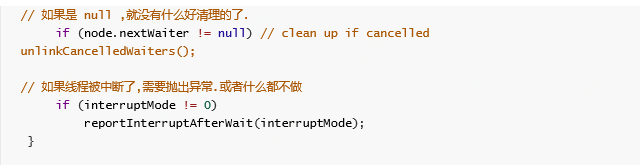 // 如果是 null ,就没有什么好清理的了.
if (node.nextWaiter != null) // clean up if cancelled
unlinkCancelledWaiters();
// 如果线程被中断了,需要抛出异常.或者什么都不做
if (interruptMode != 0)
reportInterruptAfterWait(interruptMode);
}